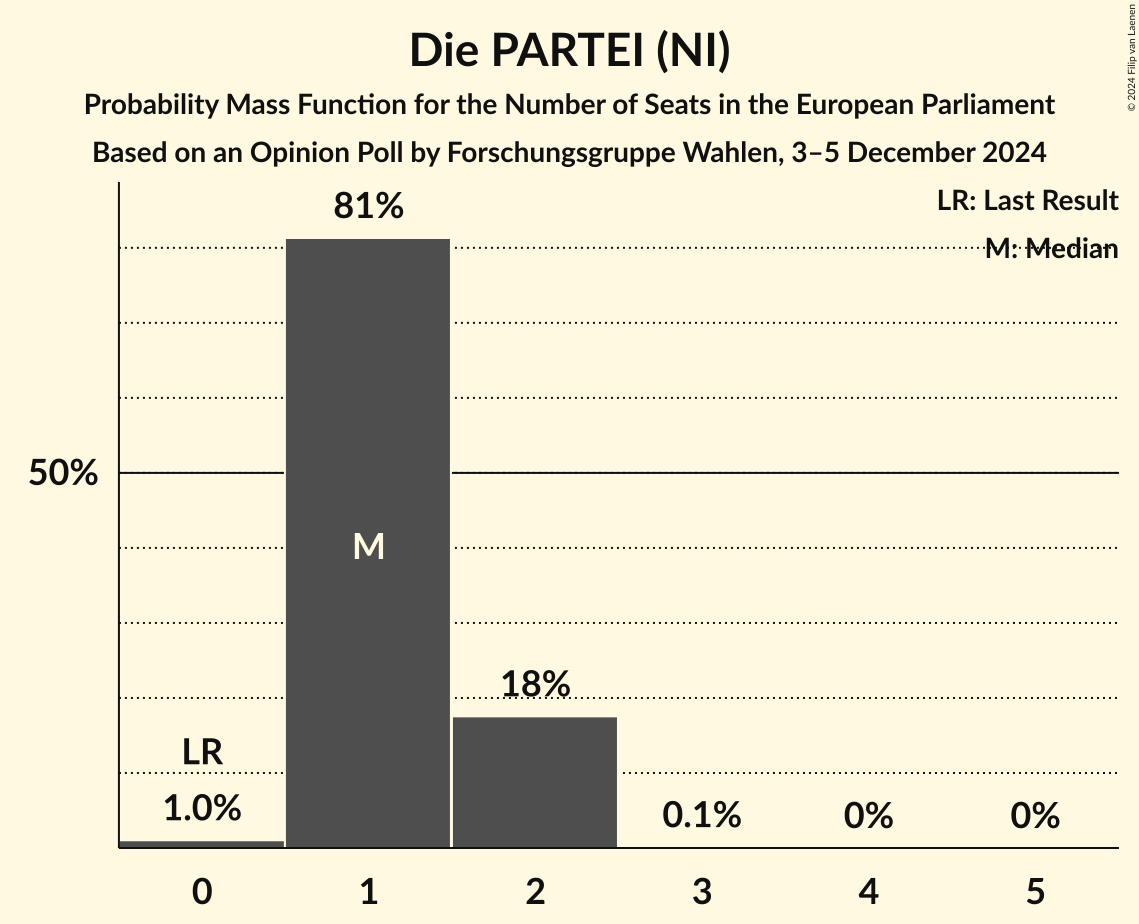 Die PARTEI (NI)
Probability Mass Function for the Number of Seats in the European Parliament
Based on an Opinion Poll by Forschungsgruppe Wahlen, 3–5 December 2024
© 2024 Filip van Laenen
LR: Last Result
M: Median
81%
50%
M
18%
LR
1.0%
0.1%
0%
0%
0
1
2
3
4
5